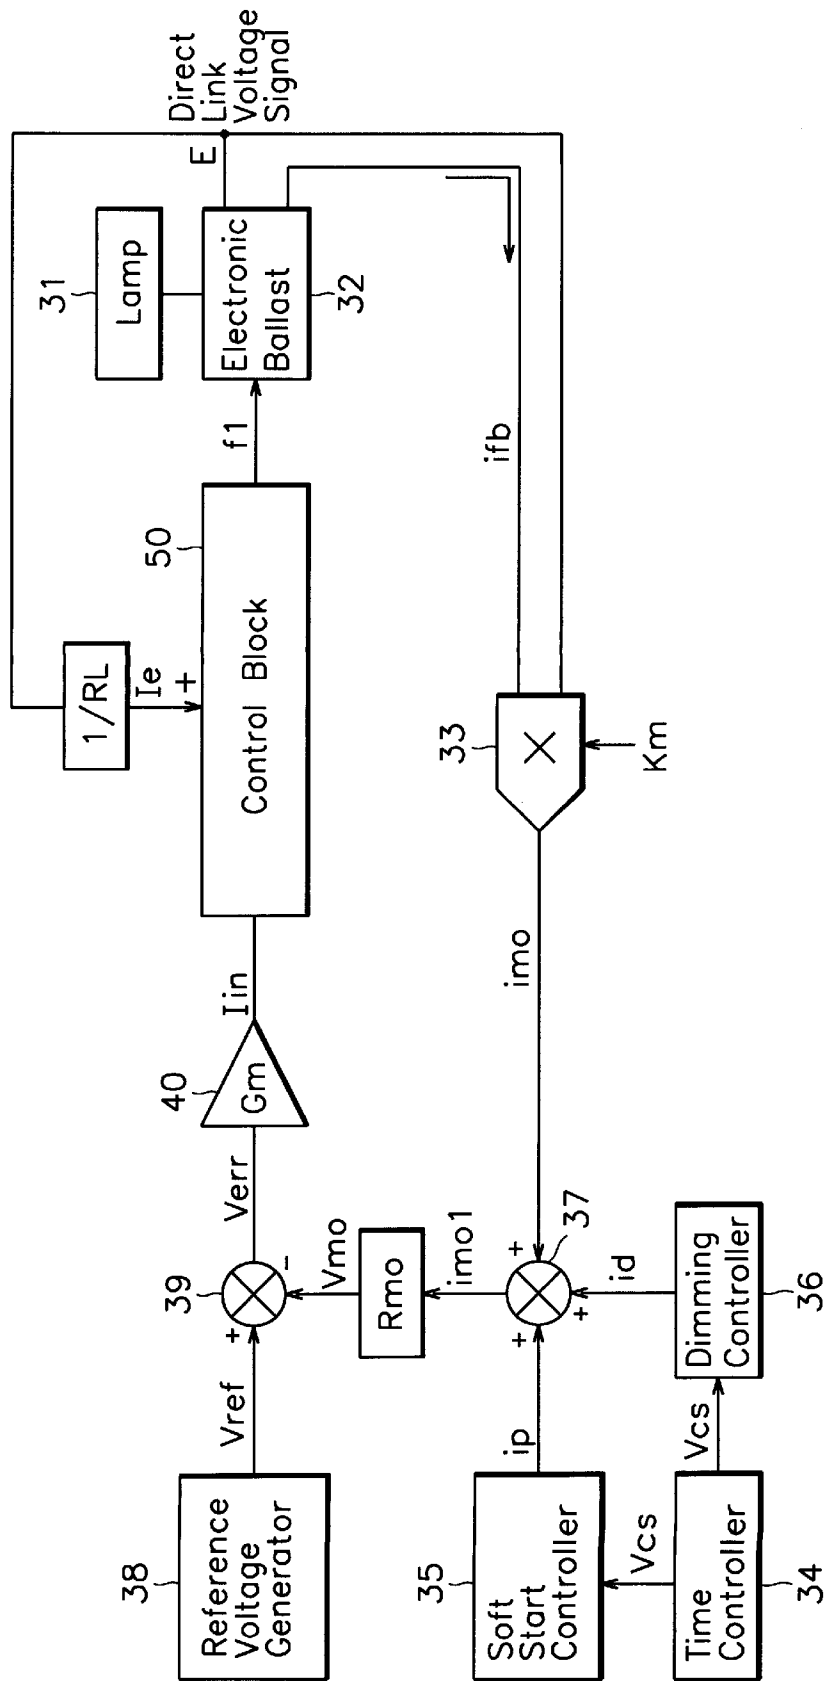 Direct
Link
Voltage
Signal
E
31
Lamp
Electronic
Ballast
32
f1
1/RL
Ie
+
50
Control Block
Iin
40
Gm
Verr
39
+
-
Vref
38
Reference
Voltage
Generator
Vmo
Rmo
imo1
ifb
33
×
Km
imo
37
+
+
+
ip
id
35
Soft
Start
Controller
Vcs
36
Dimming
Controller
Vcs
34
Time
Controller